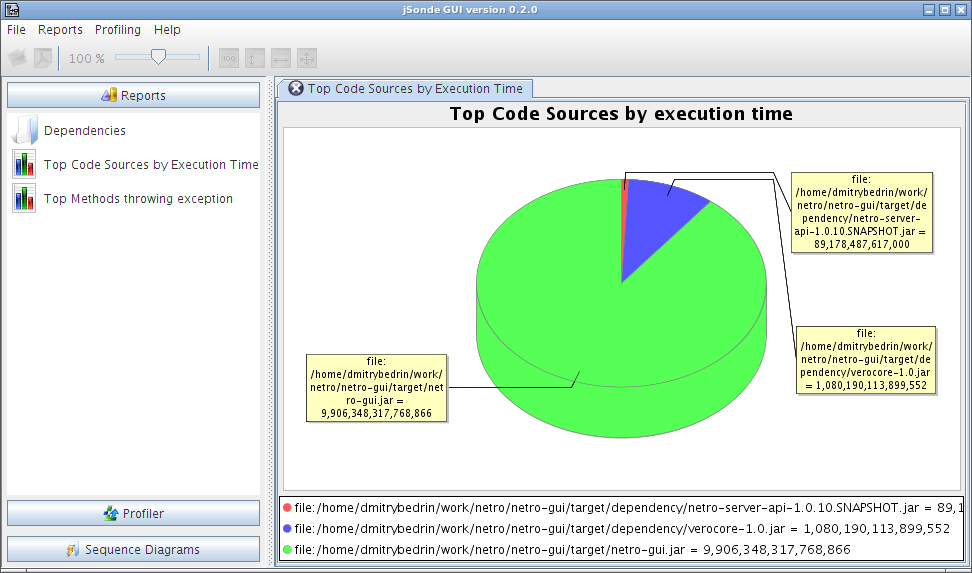 jSonde GUI version 0.2.0
File Reports Profiling Help
100 %
Reports
Dependencies
Top Code Sources by Execution Time
Top Methods throwing exception
Profiler
Sequence Diagrams
Top Code Sources by Execution Time
Top Code Sources by execution time
file:
/home/dmitrybedrin/work/
netro/netro-gui/target/de
pendency/netro-server-
api-1.0.10.SNAPSHOT.jar =
89,178,487,617,000
file:
/home/dmitrybedrin/work/
netro/netro-gui/target/de
pendency/verocore-1.0.jar
= 1,080,190,113,899,552
file:
/home/dmitrybedrin/work/
netro/netro-gui/target/net
ro-gui.jar =
9,906,348,317,768,866
file:/home/dmitrybedrin/work/netro/netro-gui/target/dependency/netro-server-api-1.0.10.SNAPSHOT.jar = 89,1
file:/home/dmitrybedrin/work/netro/netro-gui/target/dependency/verocore-1.0.jar = 1,080,190,113,899,552
file:/home/dmitrybedrin/work/netro/netro-gui/target/netro-gui.jar = 9,906,348,317,768,866